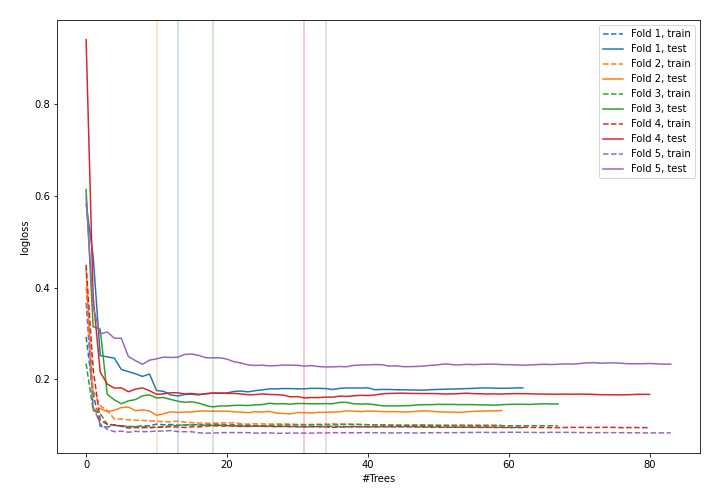 Fold 1, train
Fold 1, test
Fold 2, train
Fold 2, test
Fold 3, train
Fold 3, test
Fold 4, train
Fold 4, test
Fold 5, train
Fold 5, test
0.8
0.6
0.4
0.2
logloss
0 20 40 60 80
#Trees